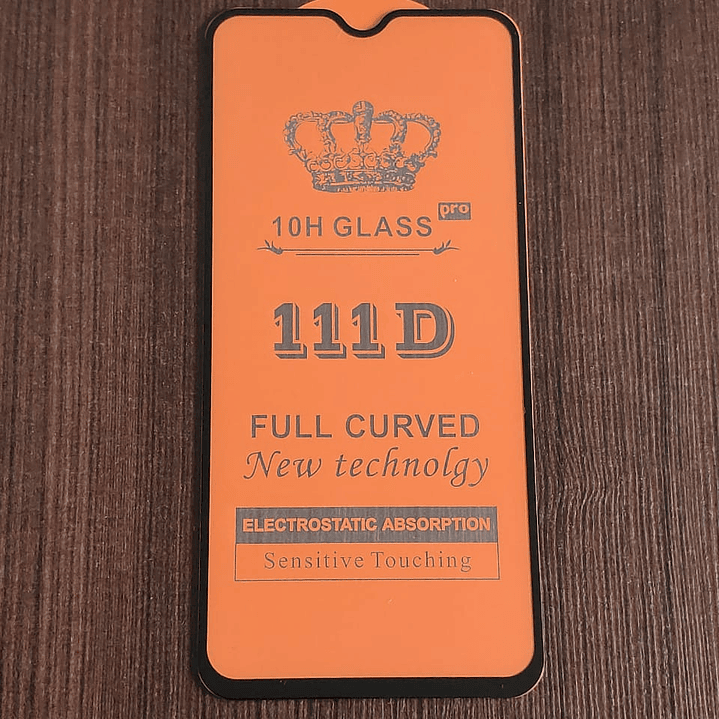 10H GLASS pro
111D
FULL CURVED
New technolgy
ELECTROSTATIC ABSORPTION
Sensitive Touching